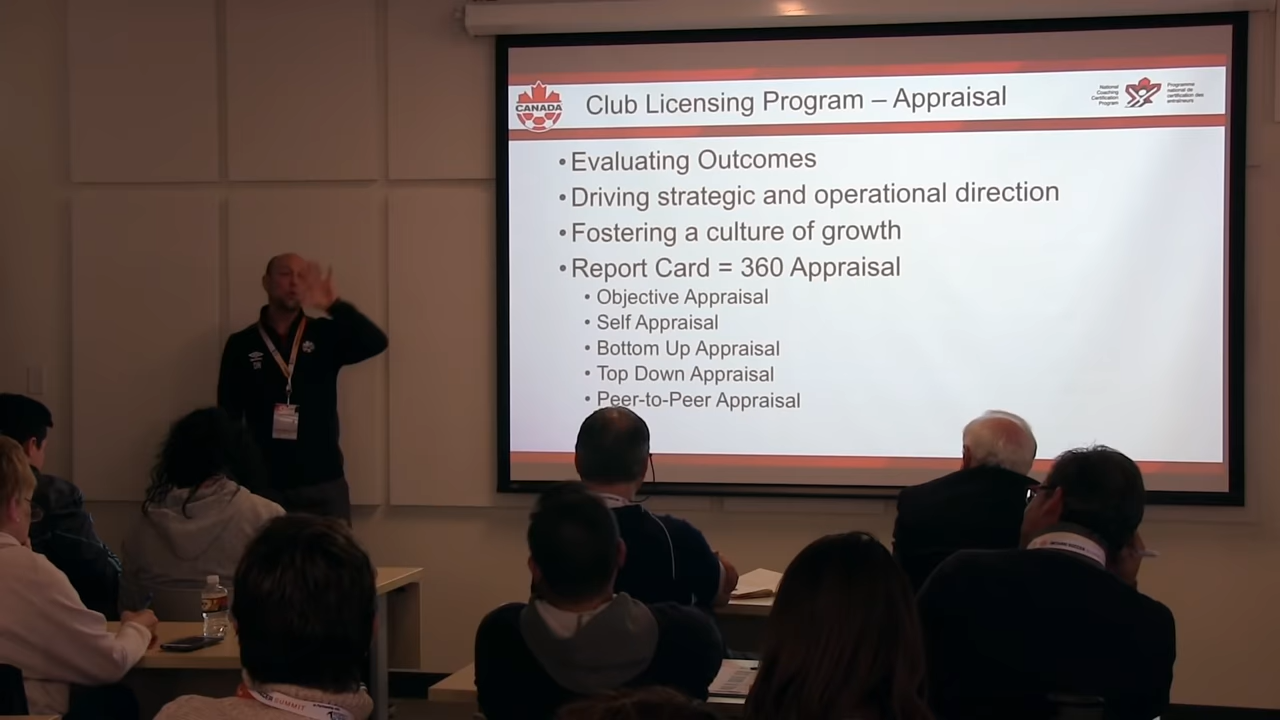 CANADA
Club Licensing Program – Appraisal
National
Coaching
Certification
Program
Programme
national de
certification des
entraîneurs
•Evaluating Outcomes
•Driving strategic and operational direction
•Fostering a culture of growth
•Report Card = 360 Appraisal
• Objective Appraisal
• Self Appraisal
• Bottom Up Appraisal
• Top Down Appraisal
• Peer-to-Peer Appraisal
SUMMIT